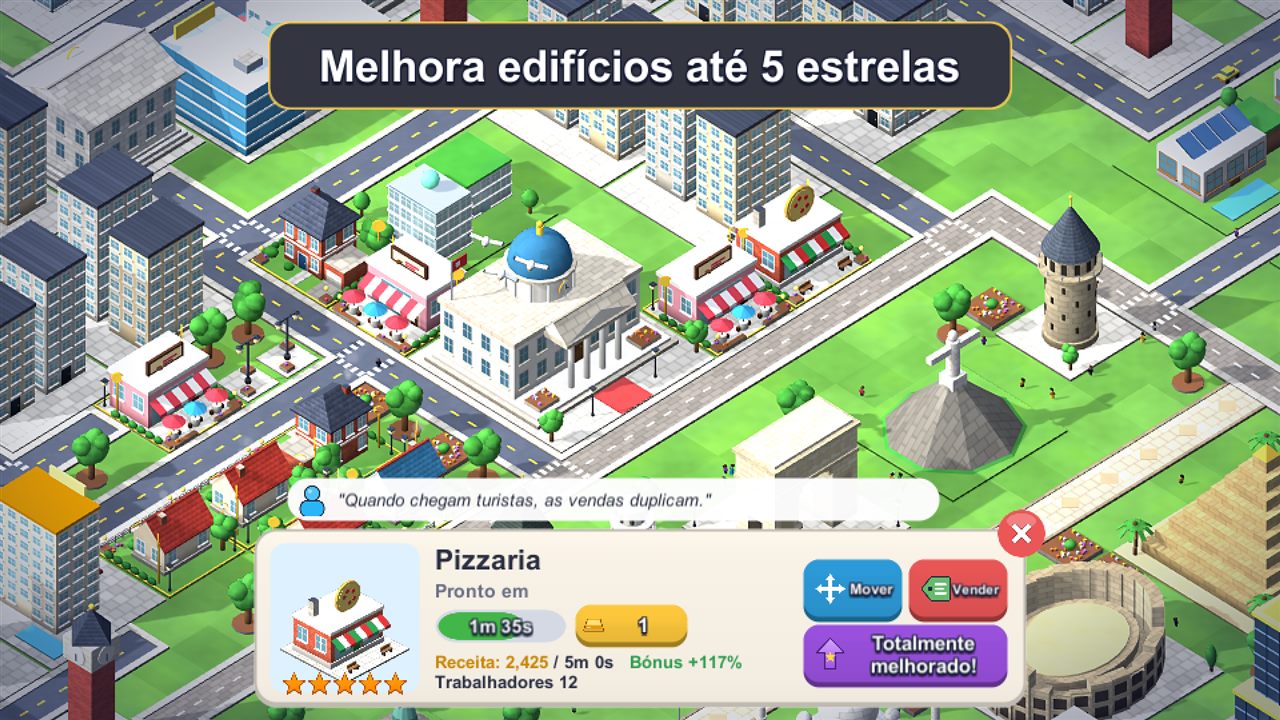 Melhora edifícios até 5 estrelas
"Quando chegam turistas, as vendas duplicam."
Pizzaria
Pronto em
1m 35s
1
Receita: 2,425 / 5m 0s Bónus +117%
Trabalhadores 12
Mover
Vender
Totalmente
melhorado!